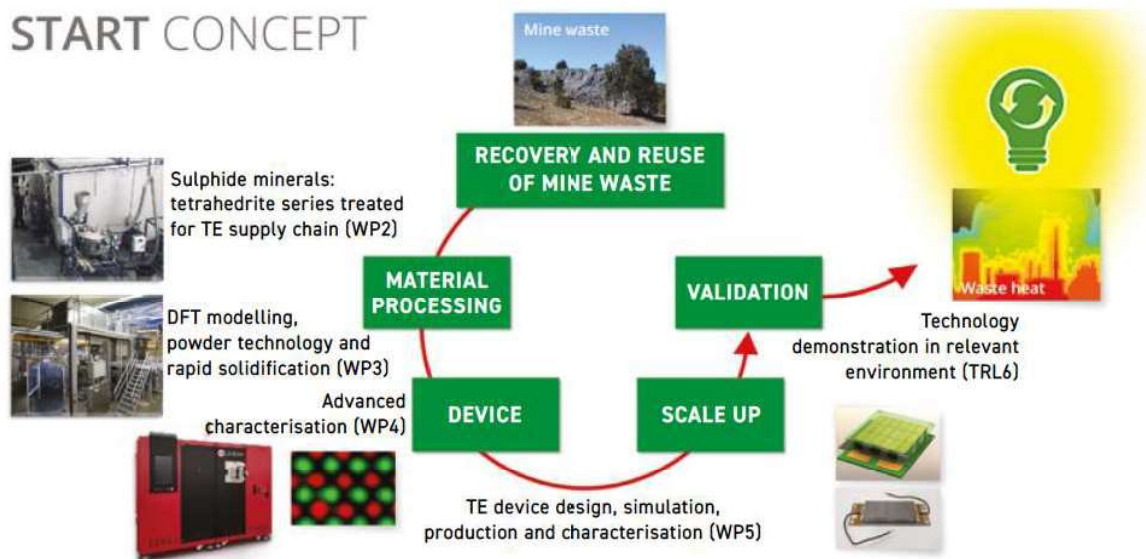 START CONCEPT
Mine waste
RECOVERY AND REUSE
OF MINE WASTE
Sulphide minerals:
tetrahedrite series treated
for TE supply chain (WP2)
MATERIAL
PROCESSING
VALIDATION
Waste heat
DFT modelling,
powder technology and
rapid solidification (WP3)
Technology
demonstration in relevant
environment (TRL6)
Advanced
characterisation (WP4)
DEVICE
SCALE UP
TE device design, simulation,
production and characterisation (WP5)